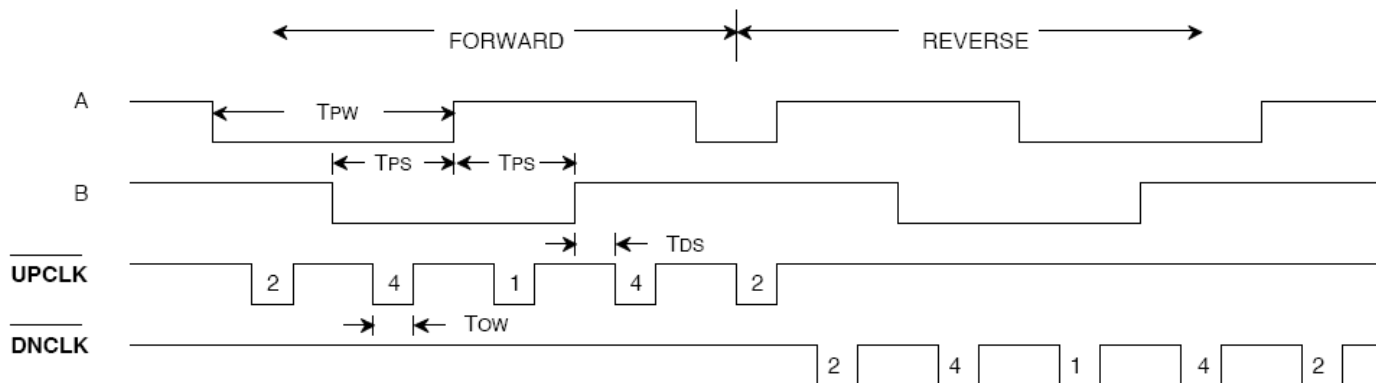 FORWARD REVERSE
A TPW
TPS TPS
B
TDS
UPCLK 2 4 1 4 2
TOW
DNCLK 2 4 1 4 2